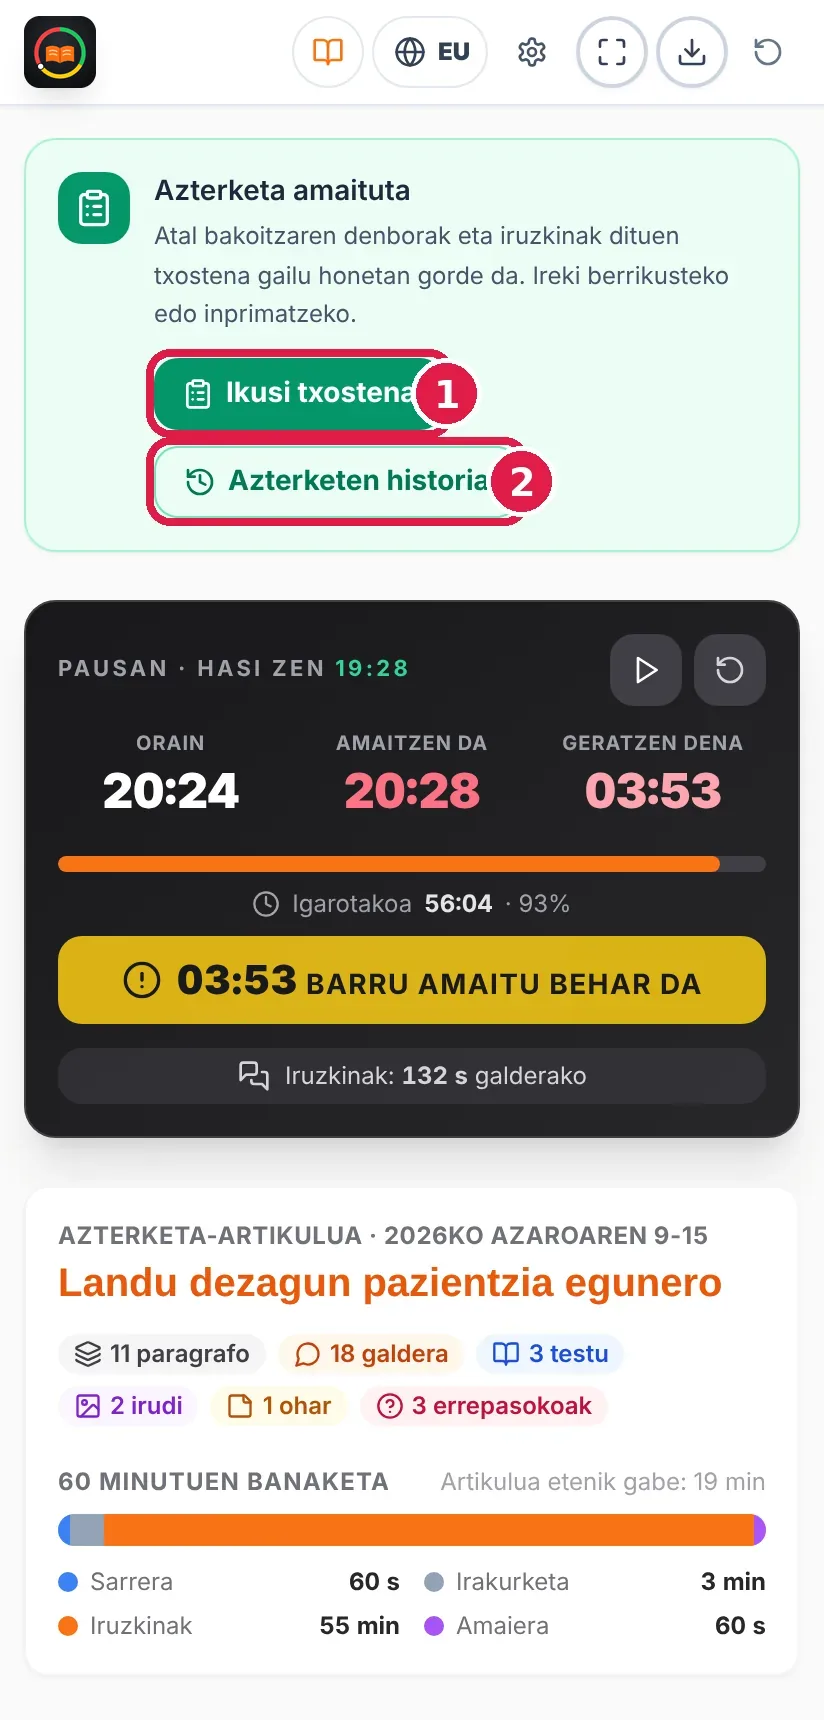 EU
Azterketa amaituta
Atal bakoitzaren denborak eta iruzkinak dituen
txostena gailu honetan gorde da. Ireki berrikusteko
edo inprimatzeko.
Ikusi txostena 1
Azterketen historia 2
PAUSAN · HASI ZEN 19:28
ORAIN AMAITZEN DA GERATZEN DENA
20:24 20:28 03:53
Igarotakoa 56:04 · 93%
03:53 BARRU AMAITU BEHAR DA
Iruzkinak: 132 s galderako
AZTERKETA-ARTIKULUA · 2026KO AZAROAREN 9-15
Landu dezagun pazientzia egunero
11 paragrafo 18 galdera 3 testu
2 irudi 1 ohar 3 errepasokoak
60 MINUTUEN BANAKETA Artikulua etenik gabe: 19 min
Sarrera 60 s Irakurketa 3 min
Iruzkinak 55 min Amaiera 60 s